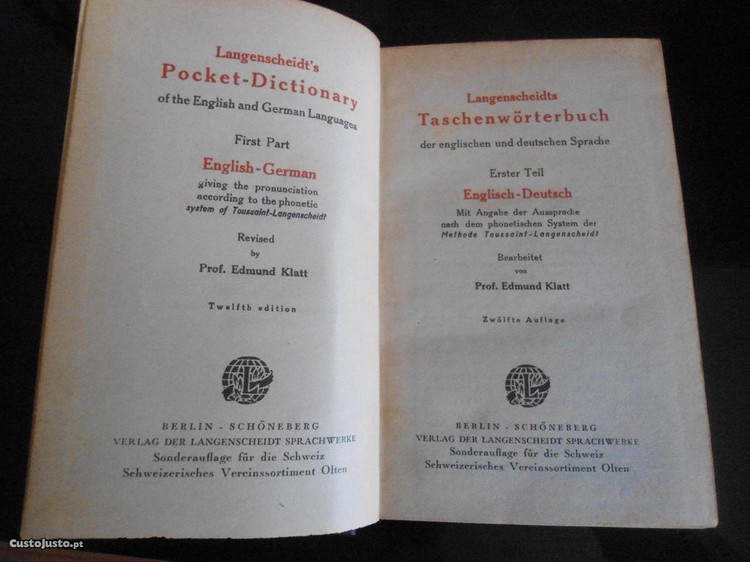 Langenscheidt's
Pocket-Dictionary
of the English and German Languages
First Part
English-German
giving the pronunciation
according to the phonetic
system of Toussaint-Langenscheidt
Revised
by
Prof. Edmund Klatt
Twelfth edition
L
BERLIN - SCHÖNEBERG
VERLAG DER LANGENSCHEIDT SPRACHWERKE
Sonderauflage für die Schweiz
Schweizerisches Vereinssortiment Olten
Langenscheidts
Taschenwörterbuch
der englischen und deutschen Sprache
Erster Teil
Englisch-Deutsch
Mit Angabe der Aussprache
nach dem phonetischen System der
Methode Toussaint-Langenscheidt
Bearbeitet
von
Prof. Edmund Klatt
Zwölfte Auflage
L
BERLIN - SCHÖNEBERG
VERLAG DER LANGENSCHEIDT SPRACHWERKE
Sonderauflage für die Schweiz
Schweizerisches Vereinssortiment Olten
CustoJusto.pt